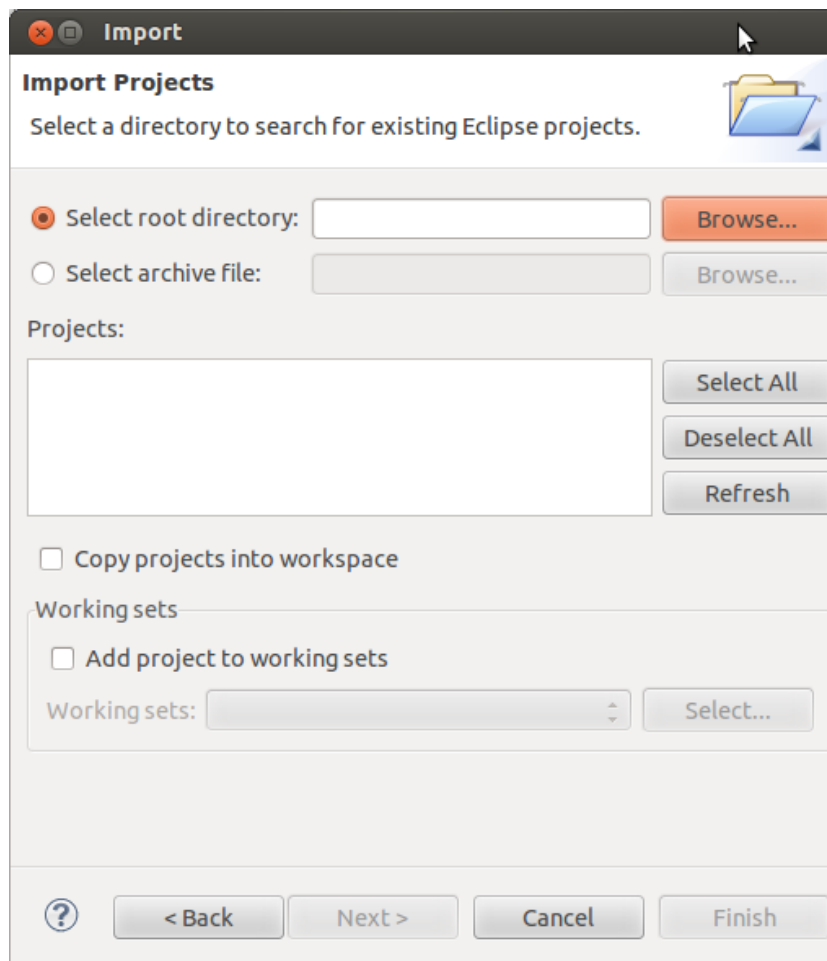 Import
Import Projects
Select a directory to search for existing Eclipse projects.
Select root directory: Browse...
Select archive file: Browse...
Projects:
Select All
Deselect All
Refresh
Copy projects into workspace
Working sets
Add project to working sets
Working sets: Select...
? < Back Next > Cancel Finish